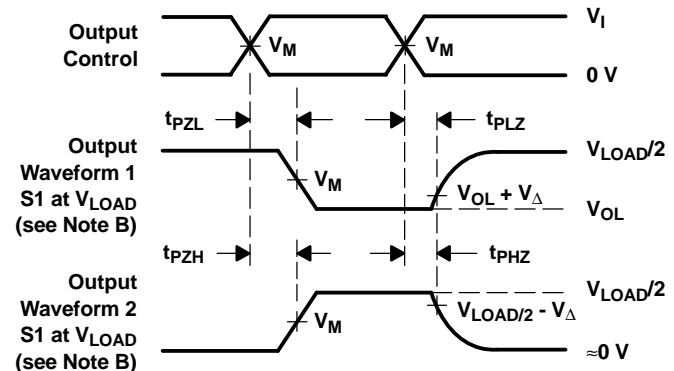 Output
Control
V_M
V_M
V_I
0 V
t_PZL
t_PLZ
Output
Waveform 1
S1 at V_LOAD
(see Note B)
V_M
V_LOAD/2
V_OL + V_Δ
V_OL
t_PZH
t_PHZ
Output
Waveform 2
S1 at V_LOAD
(see Note B)
V_M
V_LOAD/2
V_LOAD/2 - V_Δ
≈0 V